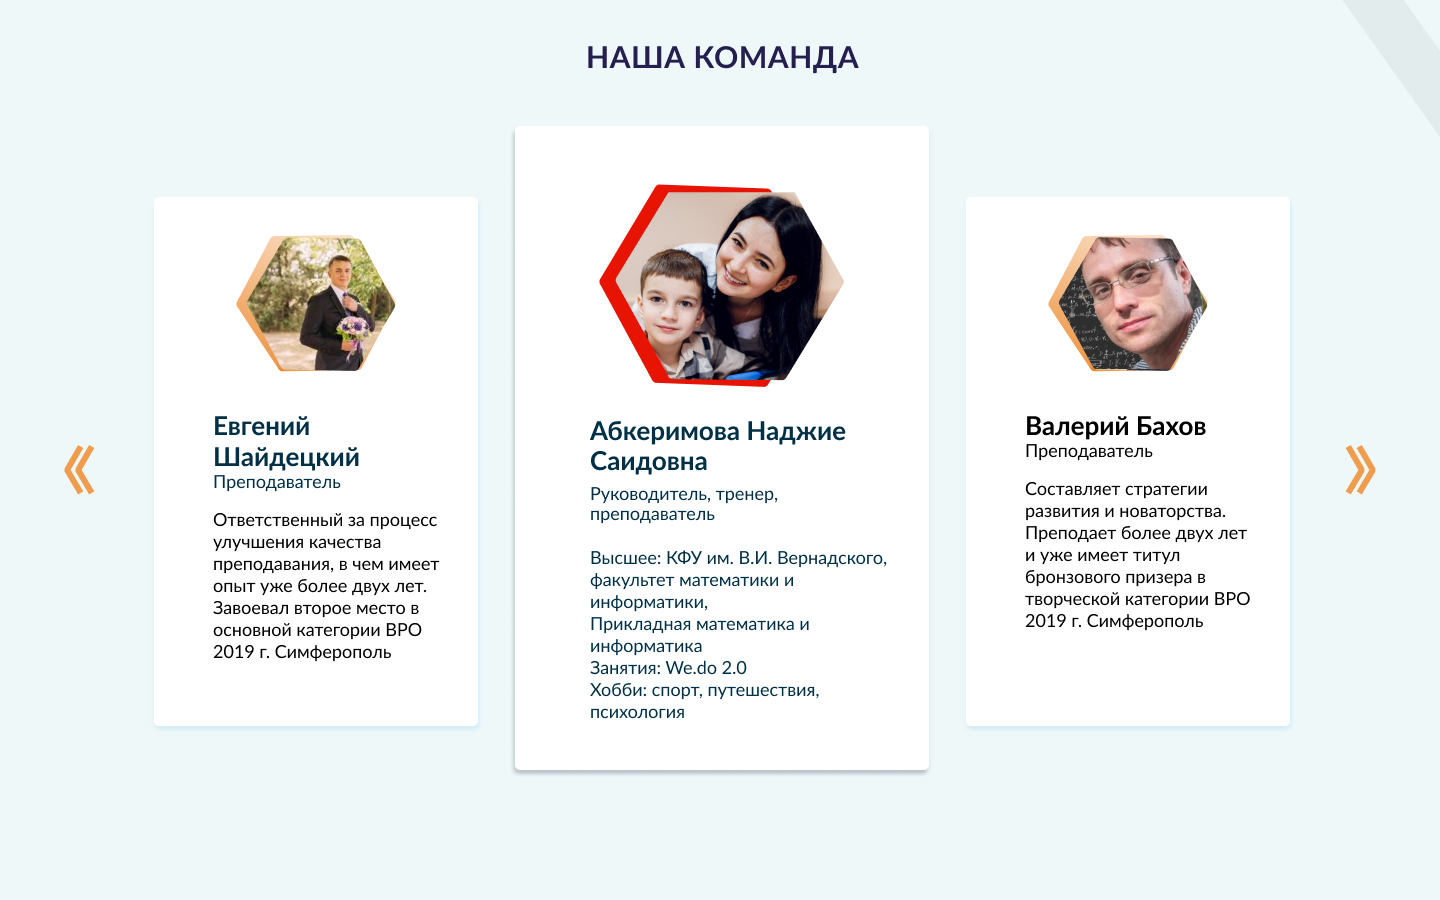 НАША КОМАНДА
Евгений
Шайдецкий
Преподаватель
Ответственный за процесс
улучшения качества
преподавания, в чем имеет
опыт уже более двух лет.
Завоевал второе место в
основной категории ВРО
2019 г. Симферополь
Абкеримова Наджие
Саидовна
Руководитель, тренер,
преподаватель
Высшее: КФУ им. В.И. Вернадского,
факультет математики и
информатики,
Прикладная математика и
информатика
Занятия: We.do 2.0
Хобби: спорт, путешествия,
психология
Валерий Бахов
Преподаватель
Составляет стратегии
развития и новаторства.
Преподает более двух лет
и уже имеет титул
бронзового призера в
творческой категории ВРО
2019 г. Симферополь